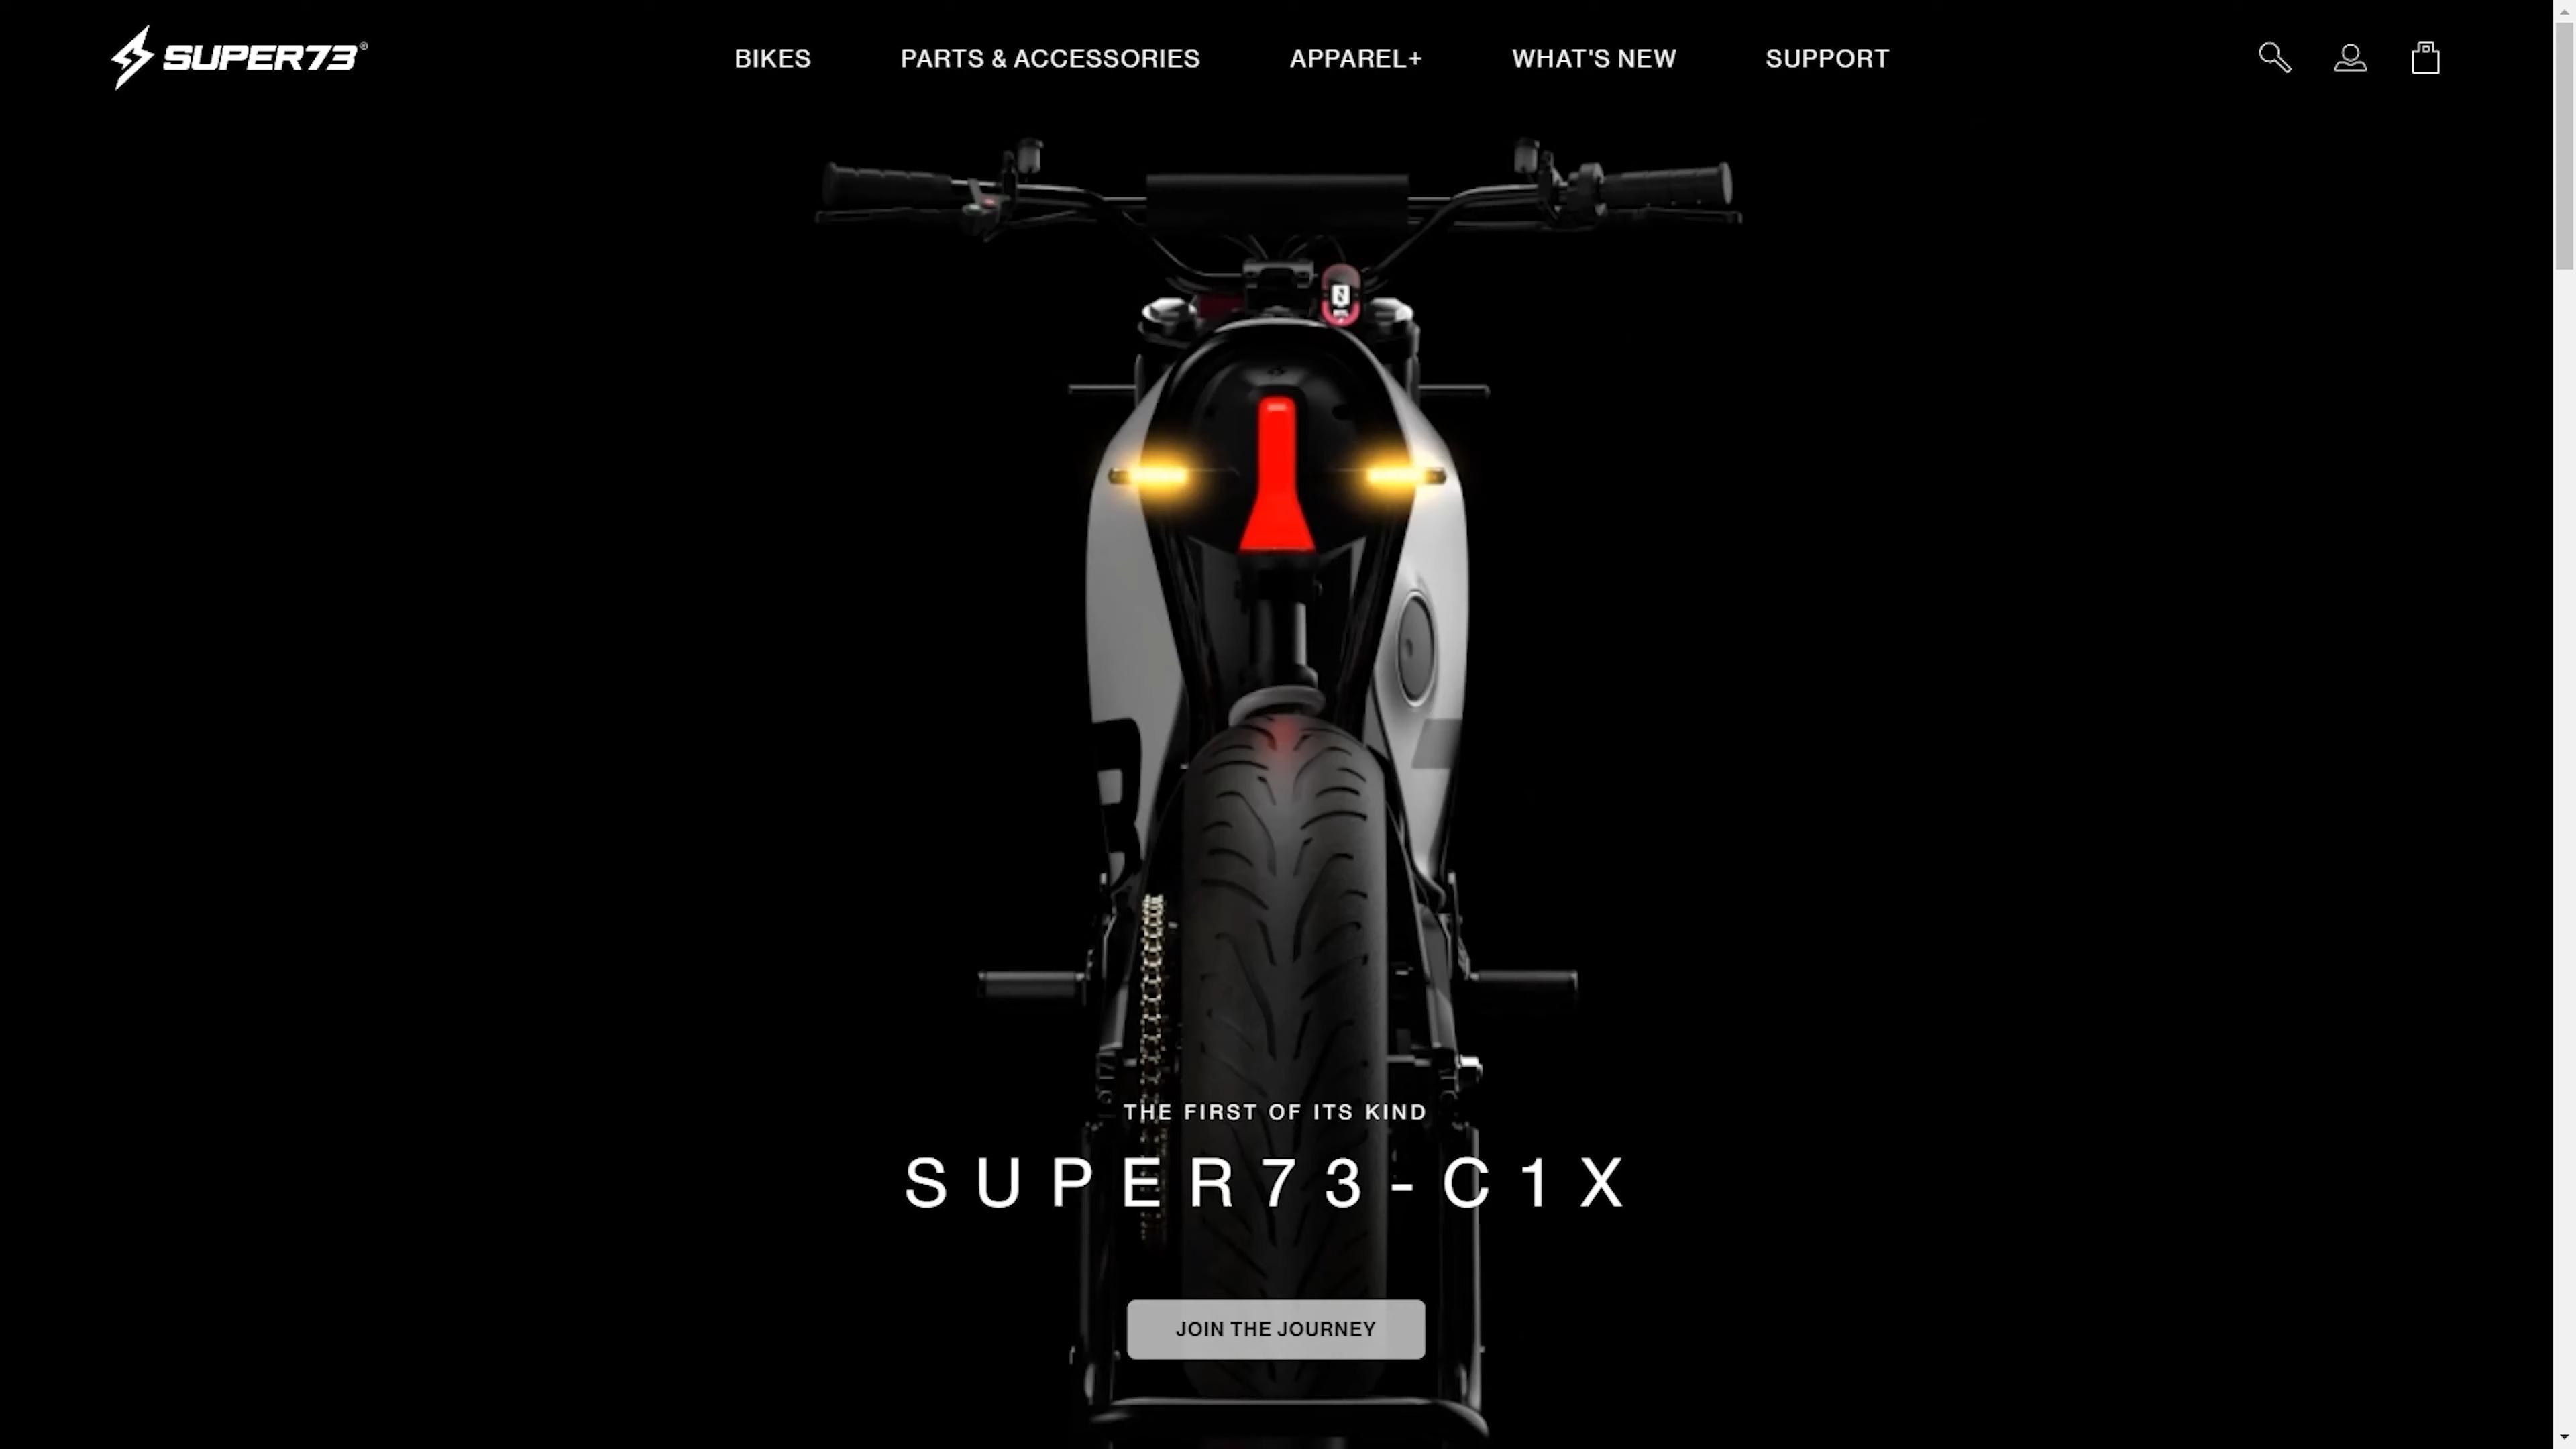 SUPER73®
BIKES
PARTS & ACCESSORIES
APPAREL+
WHAT'S NEW
SUPPORT
THE FIRST OF ITS KIND
SUPER73-C1X
JOIN THE JOURNEY